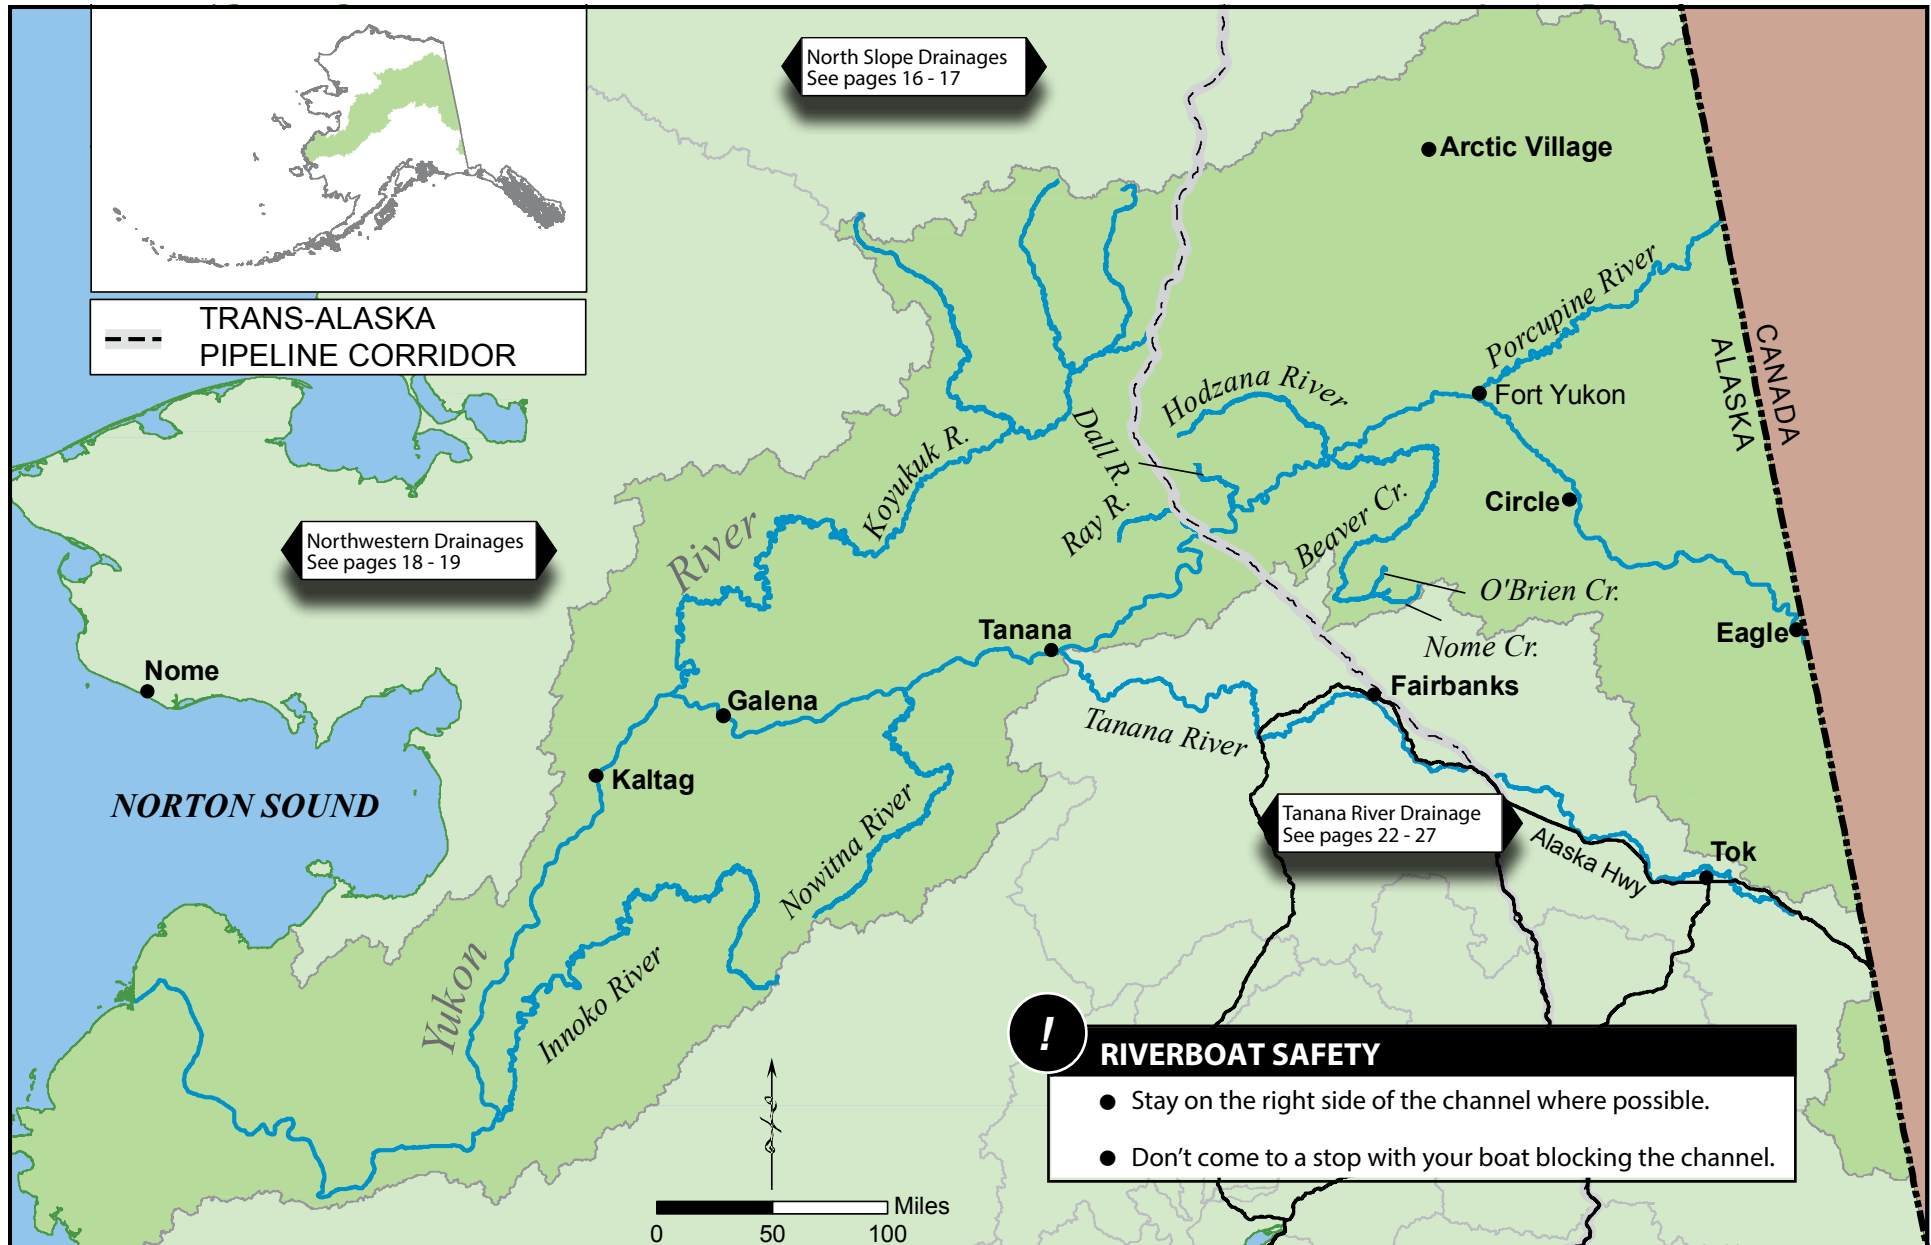 North Slope Drainages
See pages 16 - 17
Arctic Village
TRANS-ALASKA
PIPELINE CORRIDOR
Porcupine River
CANADA
ALASKA
Hodzana River
Fort Yukon
Dall R.
Koyukuk R.
Circle
Beaver Cr.
Ray R.
River
Northwestern Drainages
See pages 18 - 19
O'Brien Cr.
Tanana
Eagle
Nome Cr.
Nome
Fairbanks
Galena
Tanana River
Kaltag
NORTON SOUND
Nowitna River
Tanana River Drainage
See pages 22 - 27
Alaska Hwy
Tok
Yukon
Innoko River
!
RIVERBOAT SAFETY
● Stay on the right side of the channel where possible.
● Don't come to a stop with your boat blocking the channel.
Miles
0 50 100